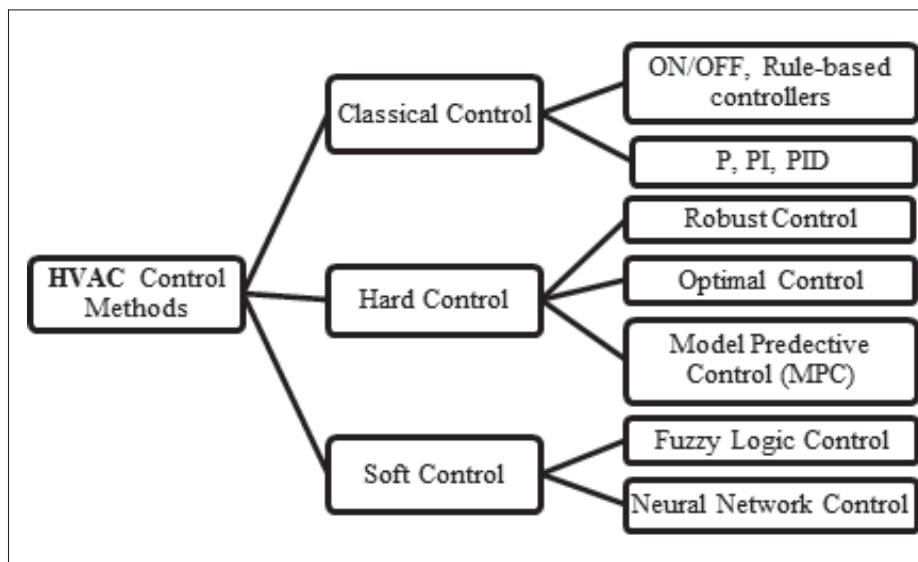 HVAC Control
Methods
Classical Control
ON/OFF, Rule-based
controllers
P, PI, PID
Hard Control
Robust Control
Optimal Control
Model Predective
Control (MPC)
Soft Control
Fuzzy Logic Control
Neural Network Control